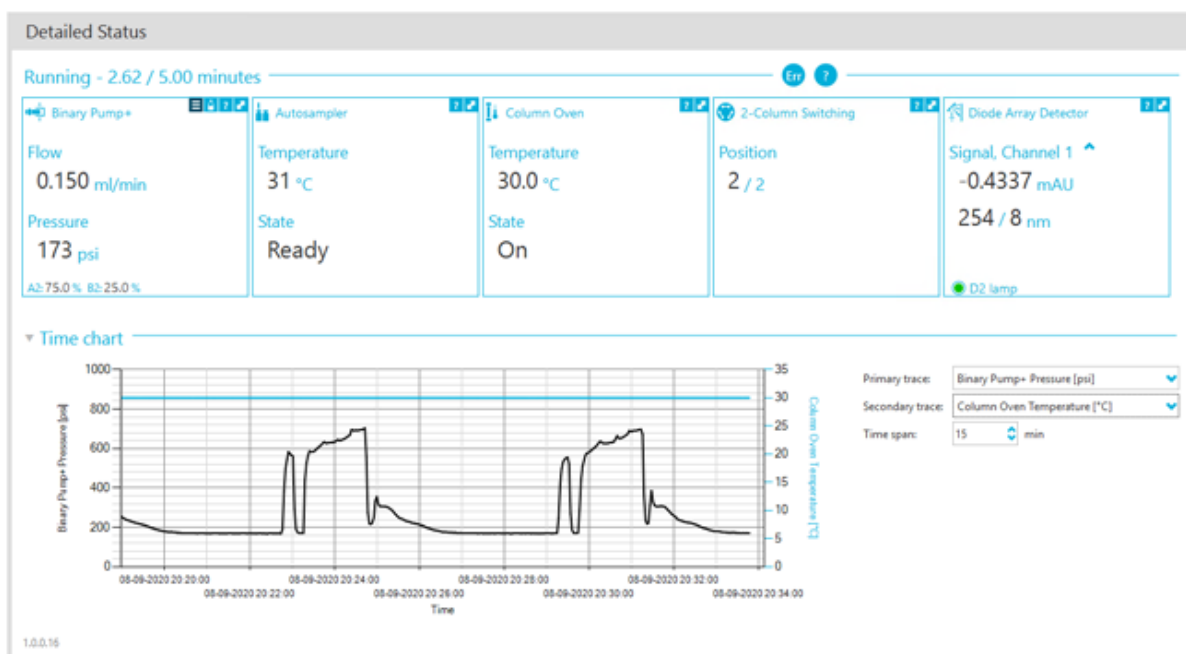 Detailed Status
Running - 2.62 / 5.00 minutes
Err ?
Binary Pump+
Flow
0.150 ml/min
Pressure
173 psi
A2: 75.0 % B2: 25.0 %
Autosampler
Temperature
31 °C
State
Ready
Column Oven
Temperature
30.0 °C
State
On
2-Column Switching
Position
2 / 2
Diode Array Detector
Signal, Channel 1
-0.4337 mAU
254 / 8 nm
D2 lamp
Time chart
Binary Pump+ Pressure [psi]
1000
800
600
400
200
0
35
30
25
20
15
10
5
0
Column Oven Temperature [°C]
08-09-2020 20:20:00
08-09-2020 20:22:00
08-09-2020 20:24:00
08-09-2020 20:26:00
08-09-2020 20:28:00
08-09-2020 20:30:00
08-09-2020 20:32:00
08-09-2020 20:34:00
Time
Primary trace: Binary Pump+ Pressure [psi]
Secondary trace: Column Oven Temperature [°C]
Time span: 15 min
1.0.0.16